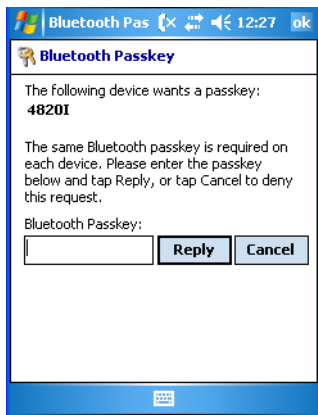 Bluetooth Pas 12:27 ok
Bluetooth Passkey
The following device wants a passkey:
4820I
The same Bluetooth passkey is required on
each device. Please enter the passkey
below and tap Reply, or tap Cancel to deny
this request.
Bluetooth Passkey:
Reply Cancel